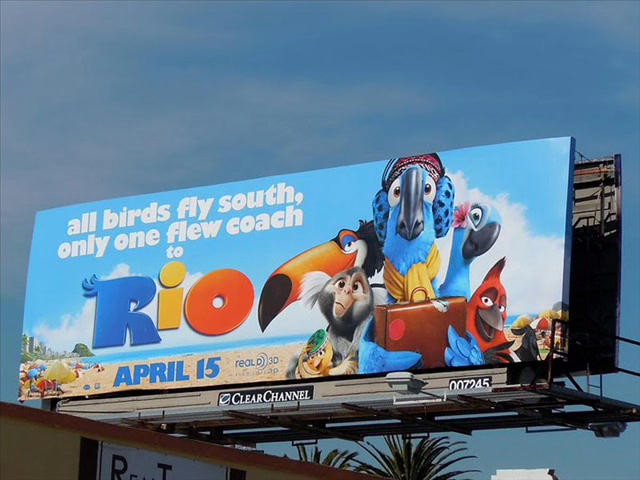 all birds fly south,
only one flew coach
to
RiO
APRIL 15
REALD 3D
CLEARCHANNEL
007245